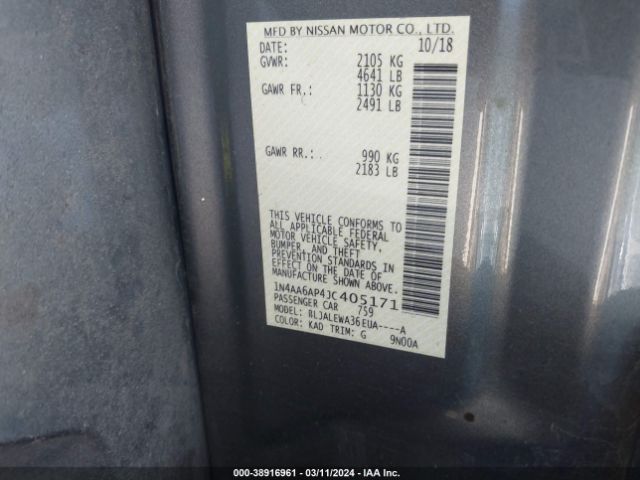 MFD BY NISSAN MOTOR CO., LTD.
DATE: 10/18
GVWR: 2105 KG
4641 LB
GAWR FR.: 1130 KG
2491 LB
GAWR RR.: 990 KG
2183 LB
THIS VEHICLE CONFORMS TO
ALL APPLICABLE FEDERAL
MOTOR VEHICLE SAFETY,
BUMPER, AND THEFT
PREVENTION STANDARDS IN
EFFECT ON THE DATE OF
MANUFACTURE SHOWN ABOVE.
1N4AA6AP4JC405171
PASSENGER CAR 759
MODEL: 8LJALEWA36EUA----A
COLOR: KAD TRIM: G 9N00A
000-38916961 - 03/11/2024 - IAA Inc.